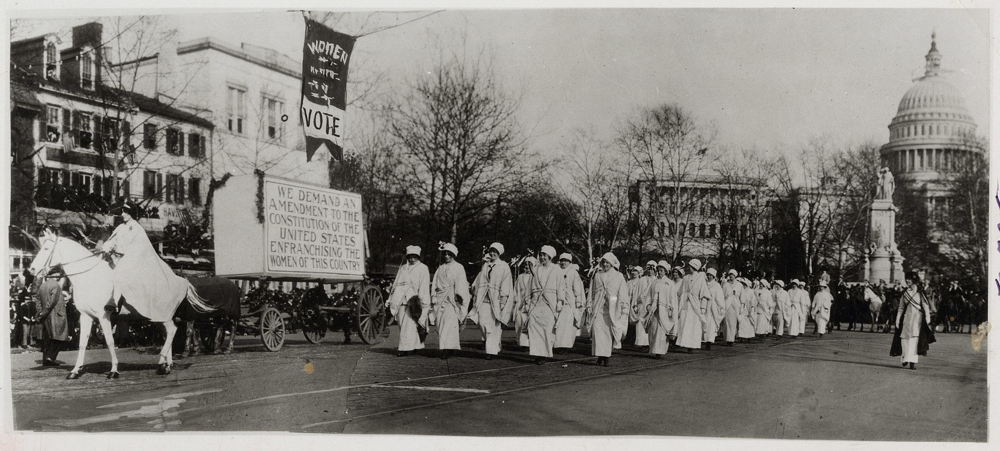 WOMEN
VOTE
WE DEMAND AN
AMENDMENT TO THE
CONSTITUTION OF THE
UNITED STATES
ENFRANCHISING THE
WOMEN OF THIS COUNTRY